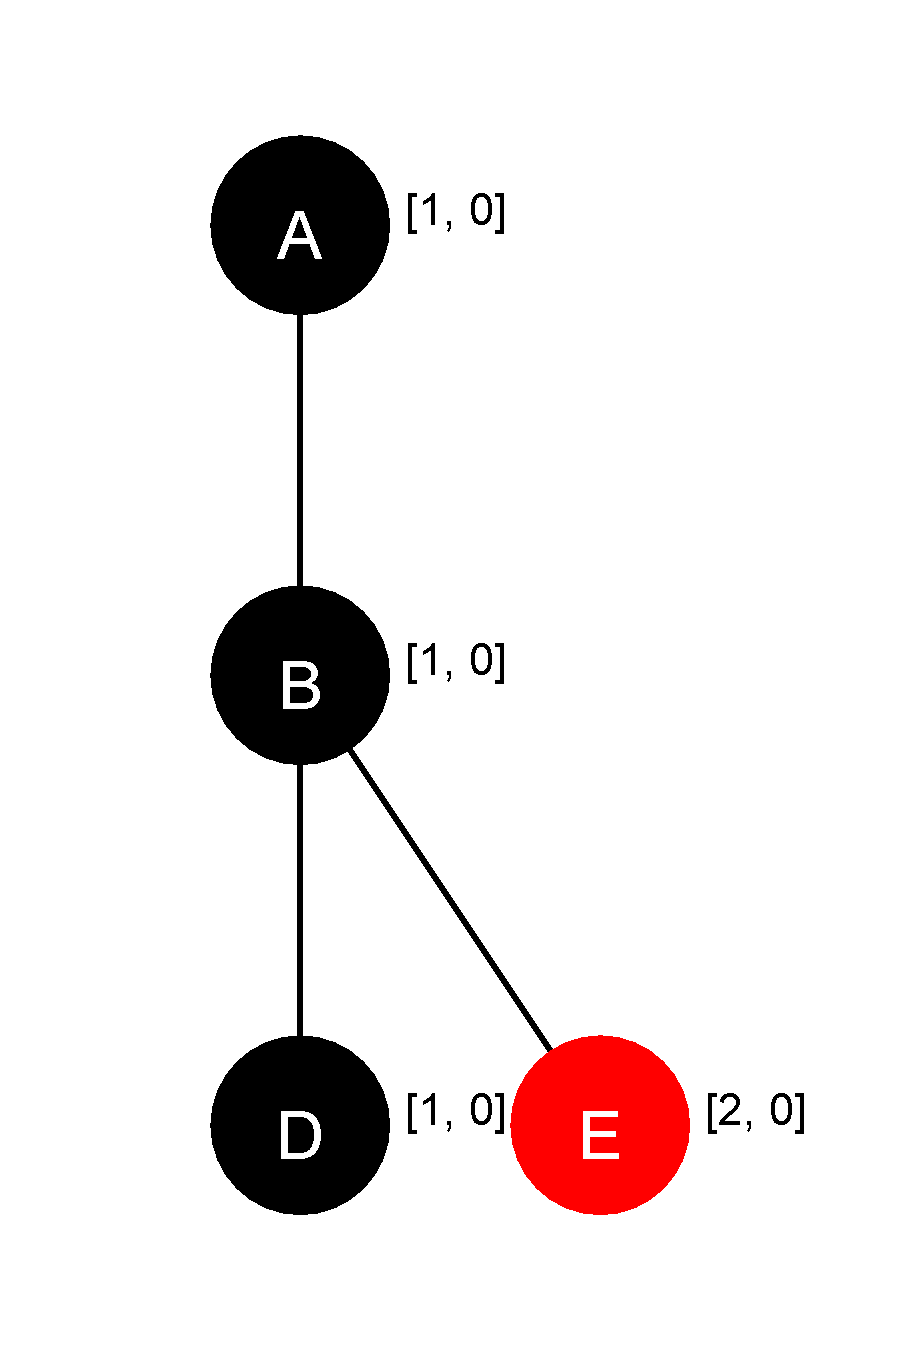 A [1, 0]
B [1, 0]
D [1, 0] E [2, 0]